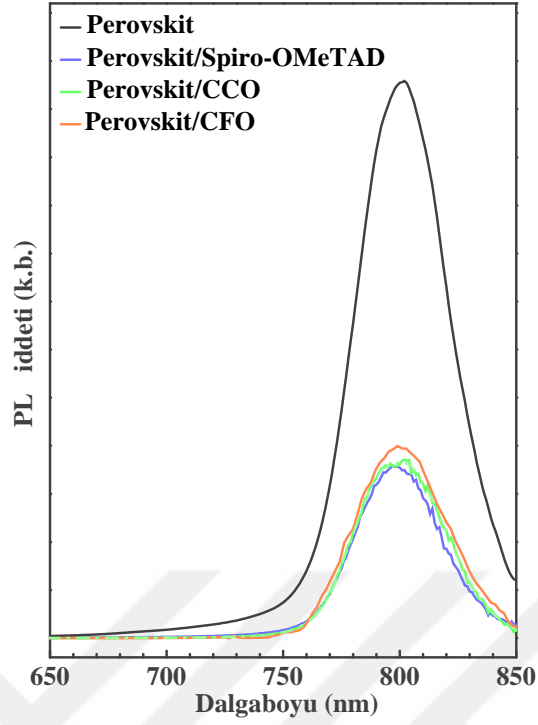 Perovskit
Perovskit/Spiro-OMeTAD
Perovskit/CCO
Perovskit/CFO
PL iddeti (k.b.)
650 700 750 800 850
Dalgaboyu (nm)